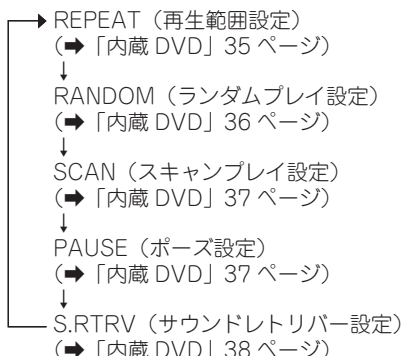 REPEAT（再生範囲設定）
（➡「内蔵 DVD」35 ページ）
↓
RANDOM（ランダムプレイ設定）
（➡「内蔵 DVD」36 ページ）
↓
SCAN（スキャンプレイ設定）
（➡「内蔵 DVD」37 ページ）
↓
PAUSE（ポーズ設定）
（➡「内蔵 DVD」37 ページ）
↓
S.RTRV（サウンドレトリバー設定）
（➡「内蔵 DVD」38 ページ）